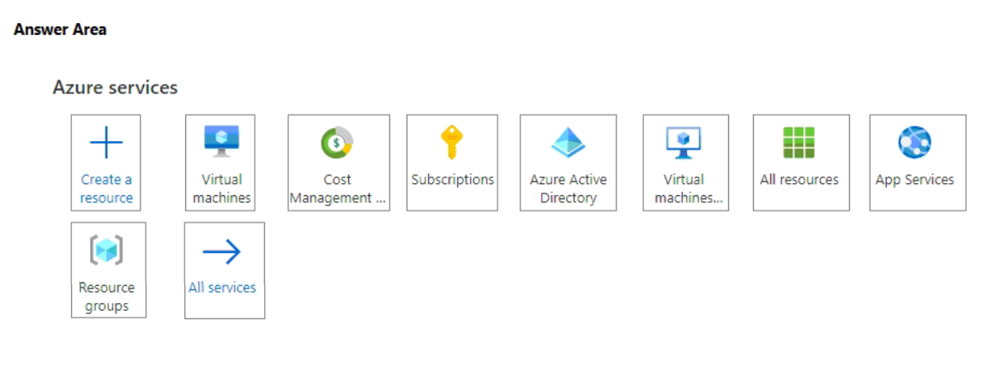 Answer Area
Azure services
Create a
resource
Virtual
machines
Cost
Management ...
Subscriptions
Azure Active
Directory
Virtual
machines...
All resources
App Services
Resource
groups
All services